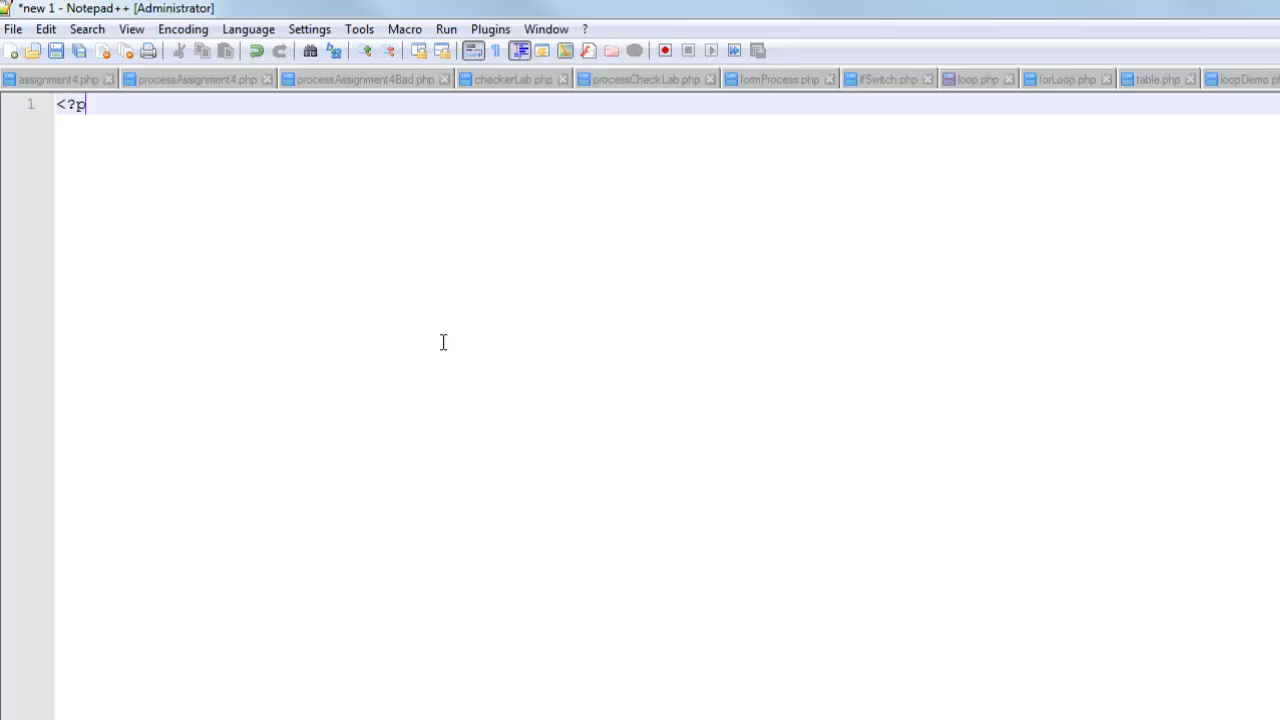 *new 1 - Notepad++ [Administrator]
File Edit Search View Encoding Language Settings Tools Macro Run Plugins Window ?
assignment4.php processAssignment4.php processAssignment4Bad.php checkerLab.php processCheckLab.php formProcess.php ifSwitch.php loop.php forLoop.php table.php loopDemo.ph
1 <?p